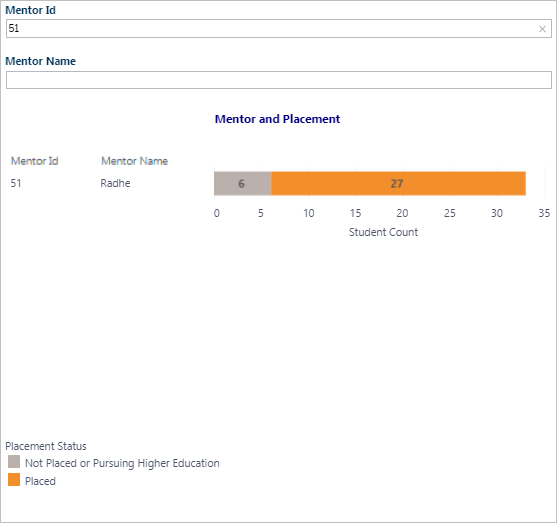 Mentor Id
51
Mentor Name
Mentor and Placement
Mentor Id Mentor Name
51 Radhe 6 27
0 5 10 15 20 25 30 35
Student Count
Placement Status
Not Placed or Pursuing Higher Education
Placed